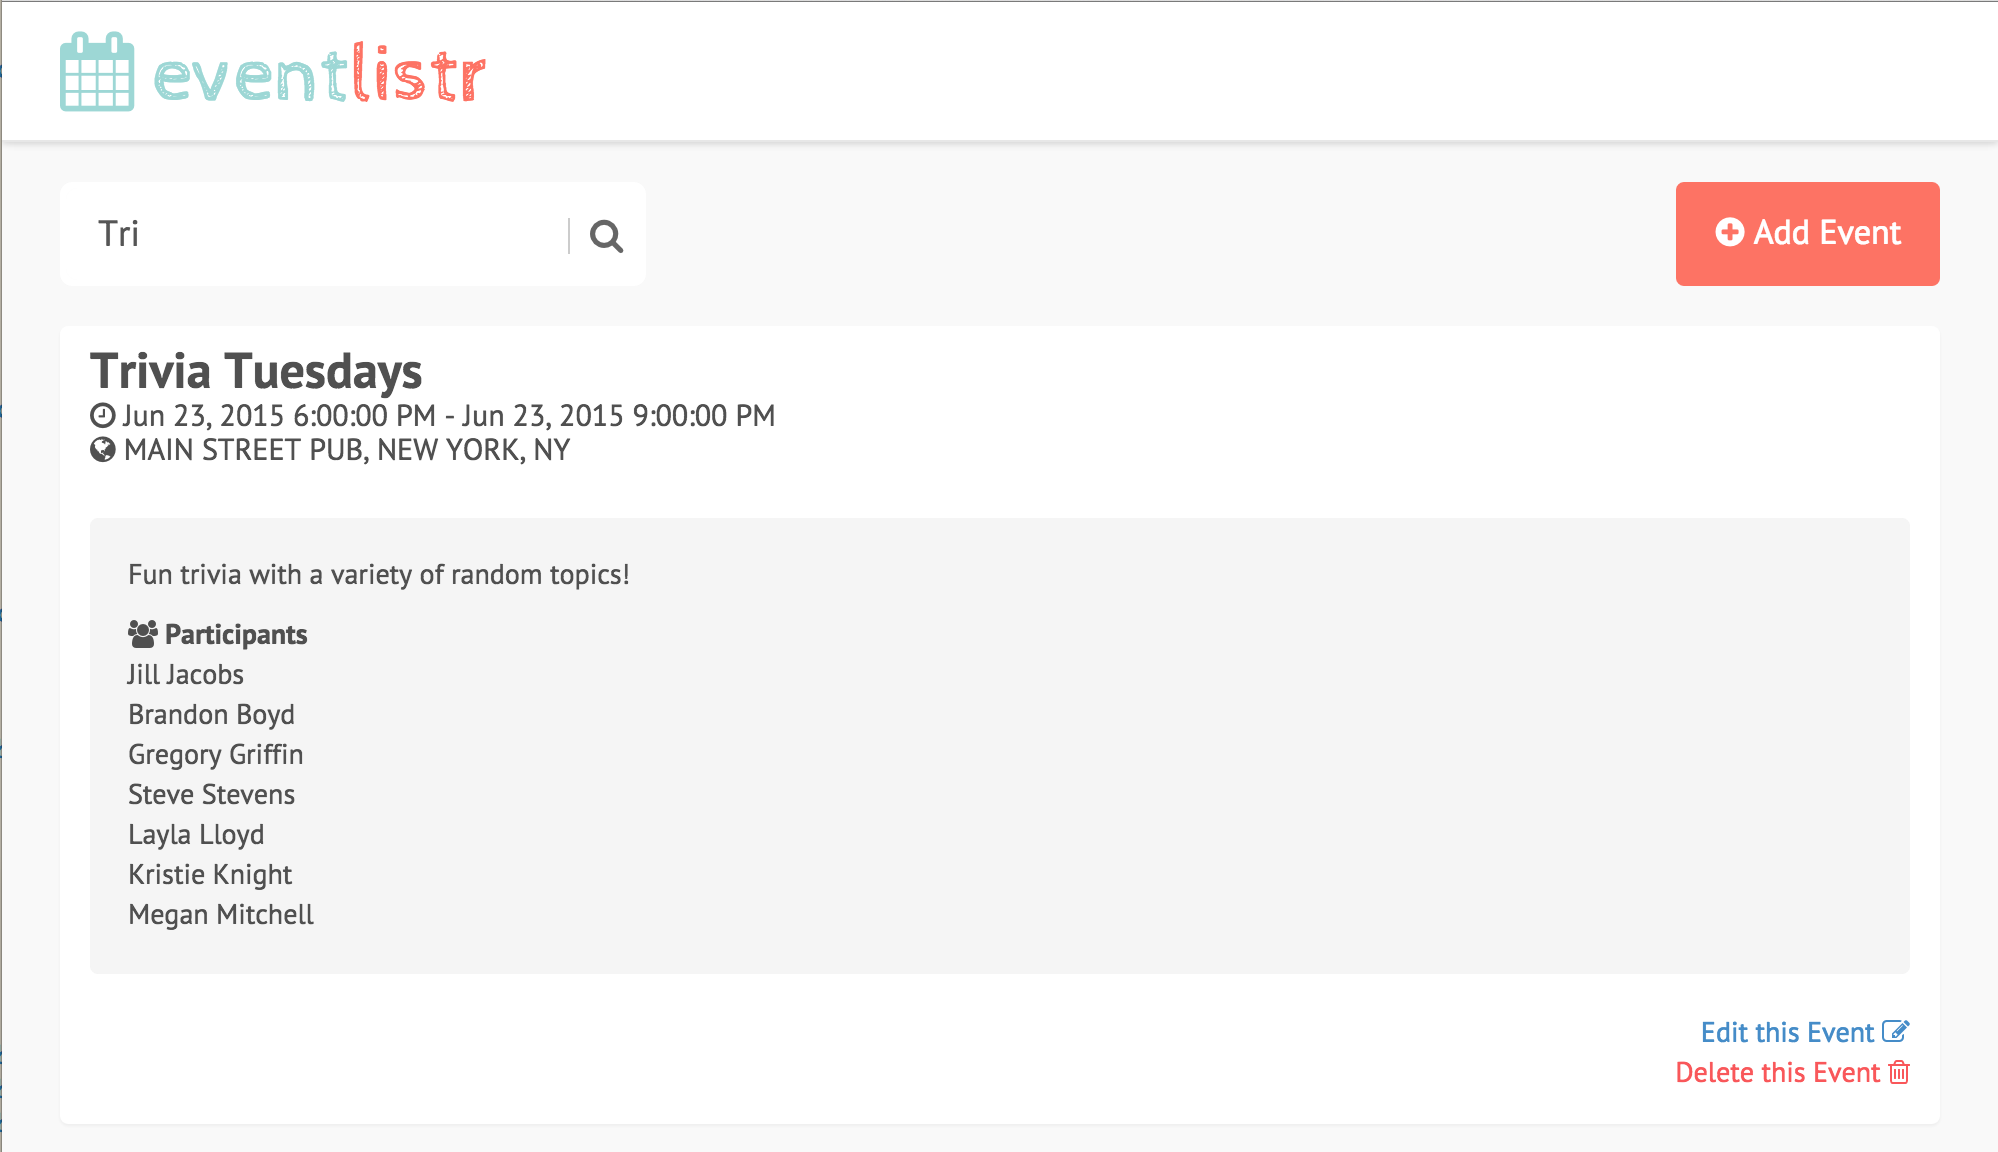 eventlistr
Tri
Add Event
Trivia Tuesdays
Jun 23, 2015 6:00:00 PM - Jun 23, 2015 9:00:00 PM
MAIN STREET PUB, NEW YORK, NY
Fun trivia with a variety of random topics!
Participants
Jill Jacobs
Brandon Boyd
Gregory Griffin
Steve Stevens
Layla Lloyd
Kristie Knight
Megan Mitchell
Edit this Event
Delete this Event